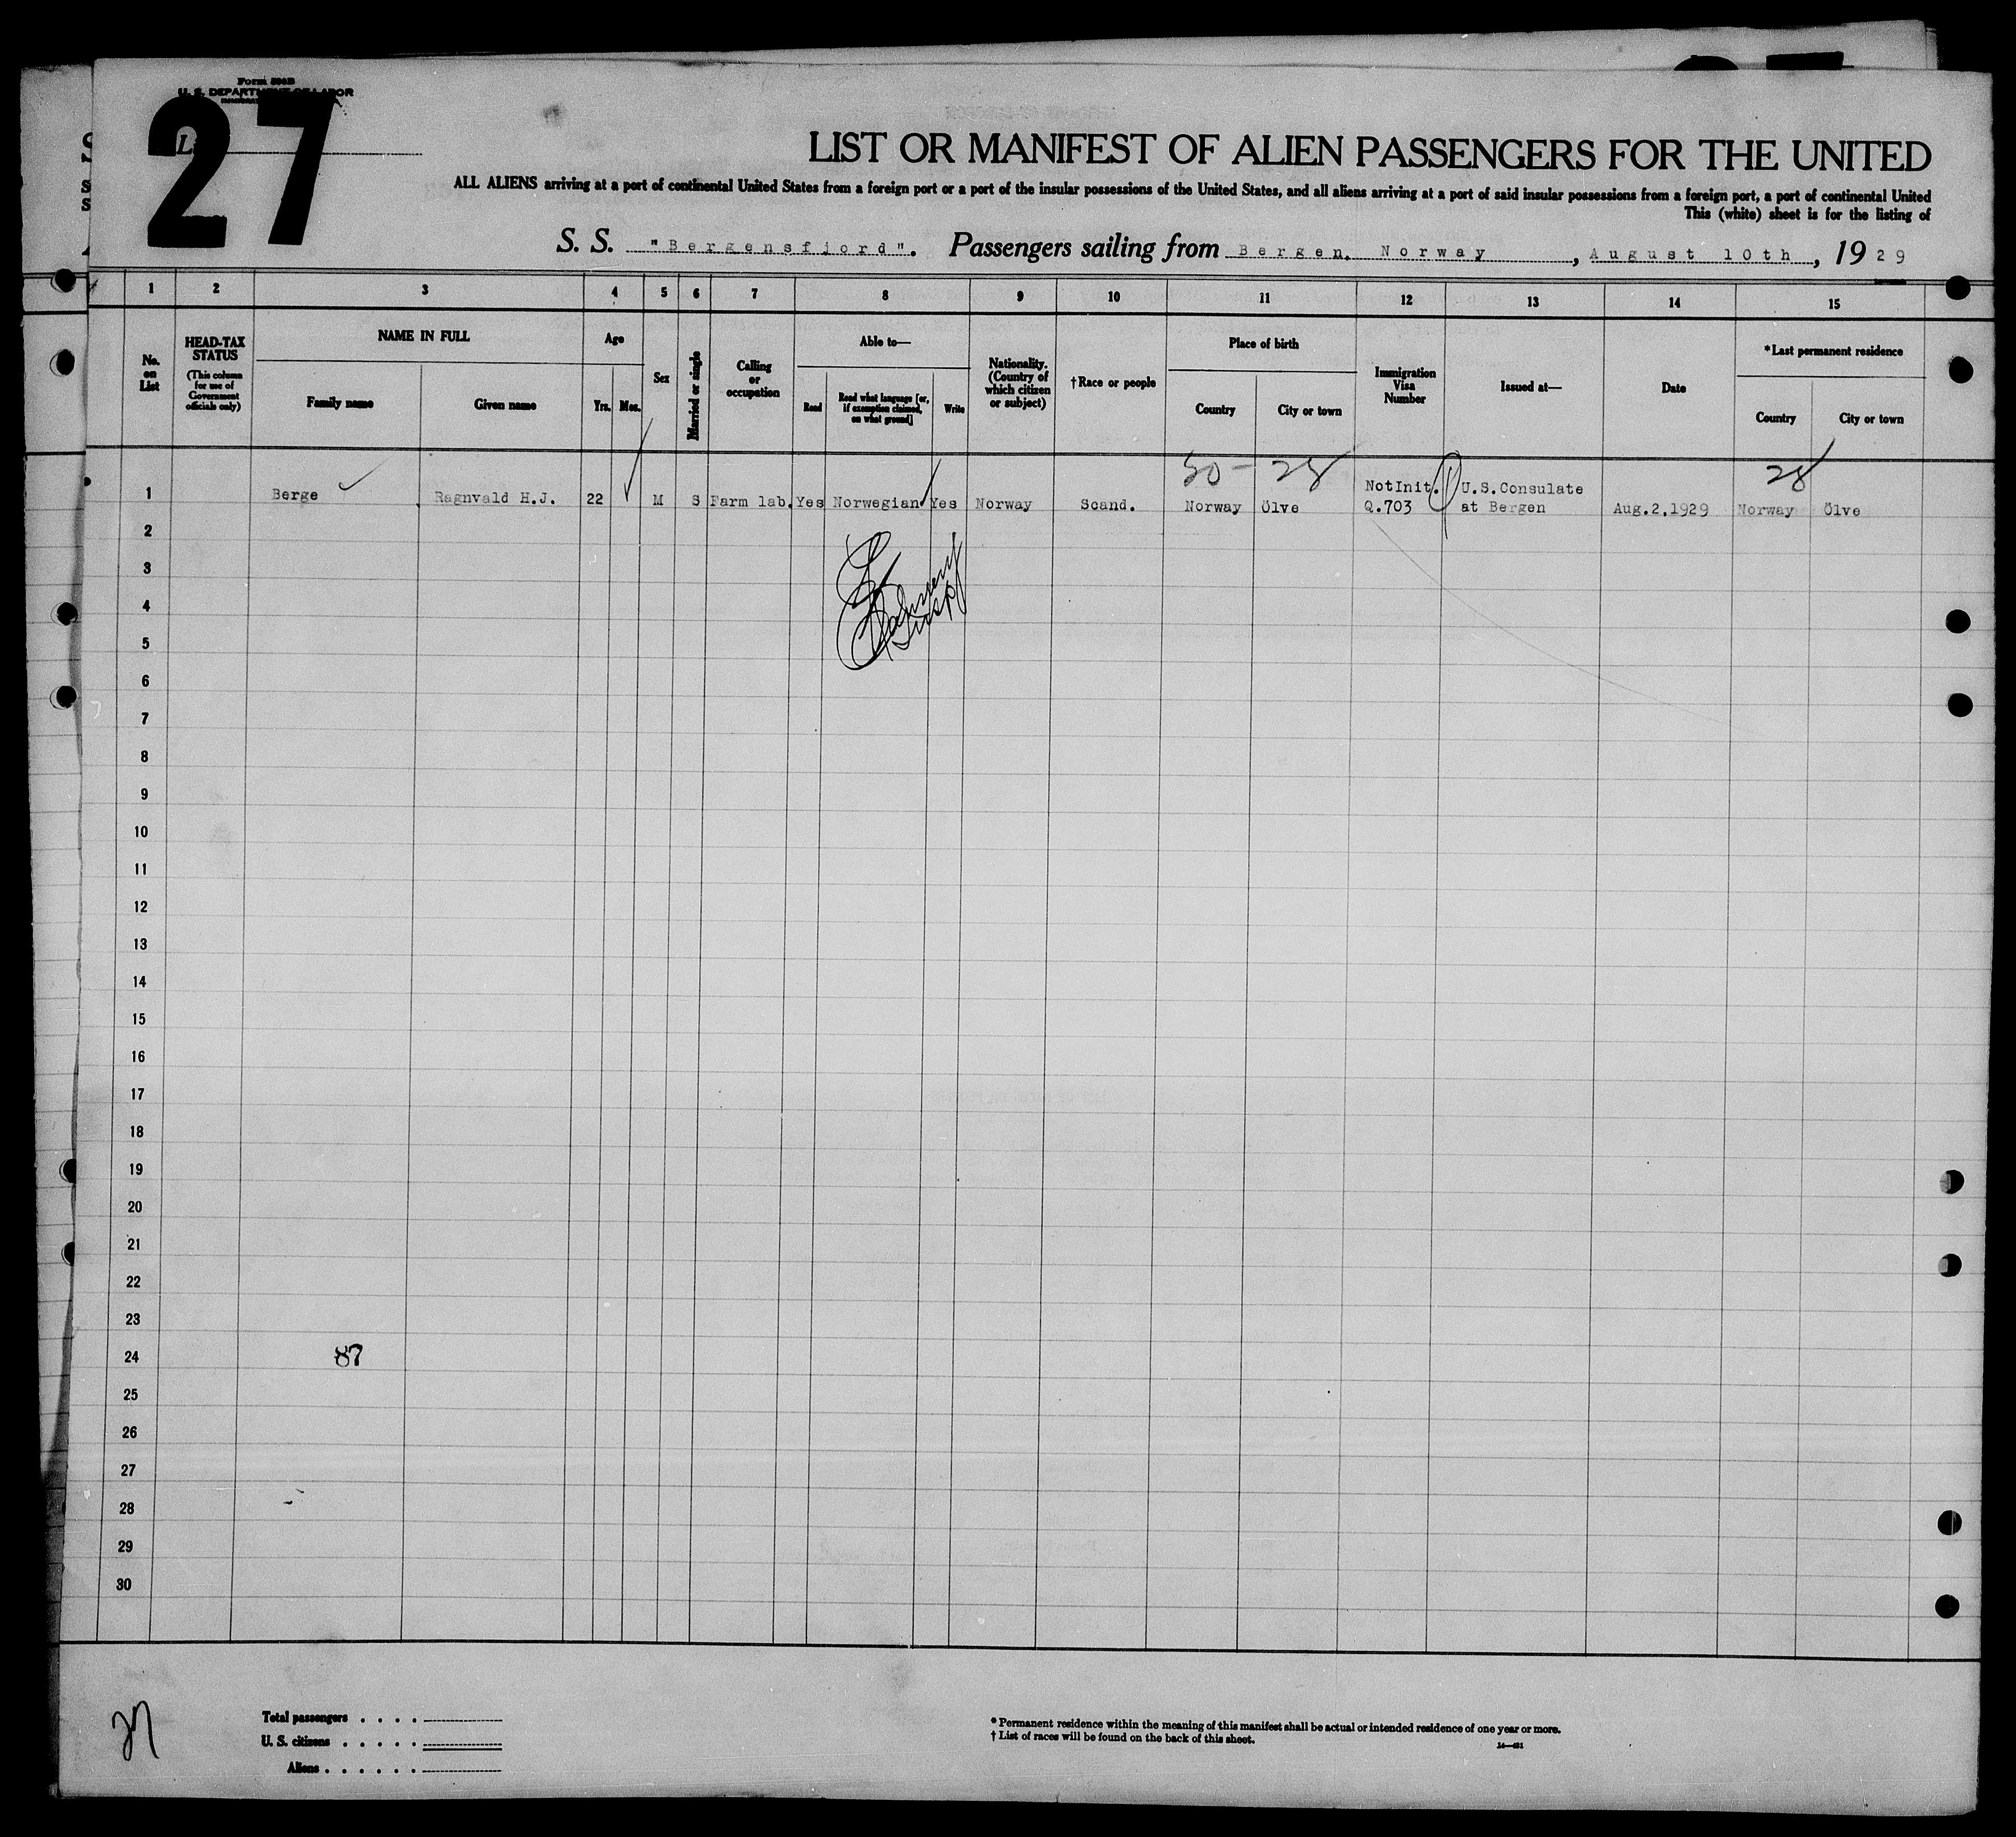 Form 500B
U. S. DEPARTMENT OF LABOR
27
LIST OR MANIFEST OF ALIEN PASSENGERS FOR THE UNITED
ALL ALIENS arriving at a port of continental United States from a foreign port or a port of the insular possessions of the United States, and all aliens arriving at a port of said insular possessions from a foreign port, a port of continental United
This (white) sheet is for the listing of
S. S. "Bergensfjord". Passengers sailing from Bergen. Norway, August 10th, 1929
1 2 3 4 5 6 7 8 9 10 11 12 13 14 15
No. on List
HEAD-TAX STATUS
(This column for use of Government officials only)
NAME IN FULL
Family name
Given name
Age
Yrs. Mos.
Sex
Married or single
Calling or occupation
Able to—
Read
Read what language [or, if exemption claimed, on what ground]
Write
Nationality. (Country of which citizen or subject)
†Race or people
Place of birth
Country
City or town
Immigration Visa Number
Issued at—
Date
*Last permanent residence
Country
City or town
50 - 28 28
1 Berge Ragnvald H.J. 22 M S Farm lab. Yes Norwegian Yes Norway Scand. Norway Ölve NotInit. Q.703 U.S.Consulate at Bergen Aug.2,1929 Norway Ölve
2
3
4
5
6
7
8
9
10
11
12
13
14
15
16
17
18
19
20
21
22
23
24 87
25
26
27
28
29
30
Total passengers . . . .
U. S. citizens . . . . .
Aliens . . . . . .
* Permanent residence within the meaning of this manifest shall be actual or intended residence of one year or more.
† List of races will be found on the back of this sheet.